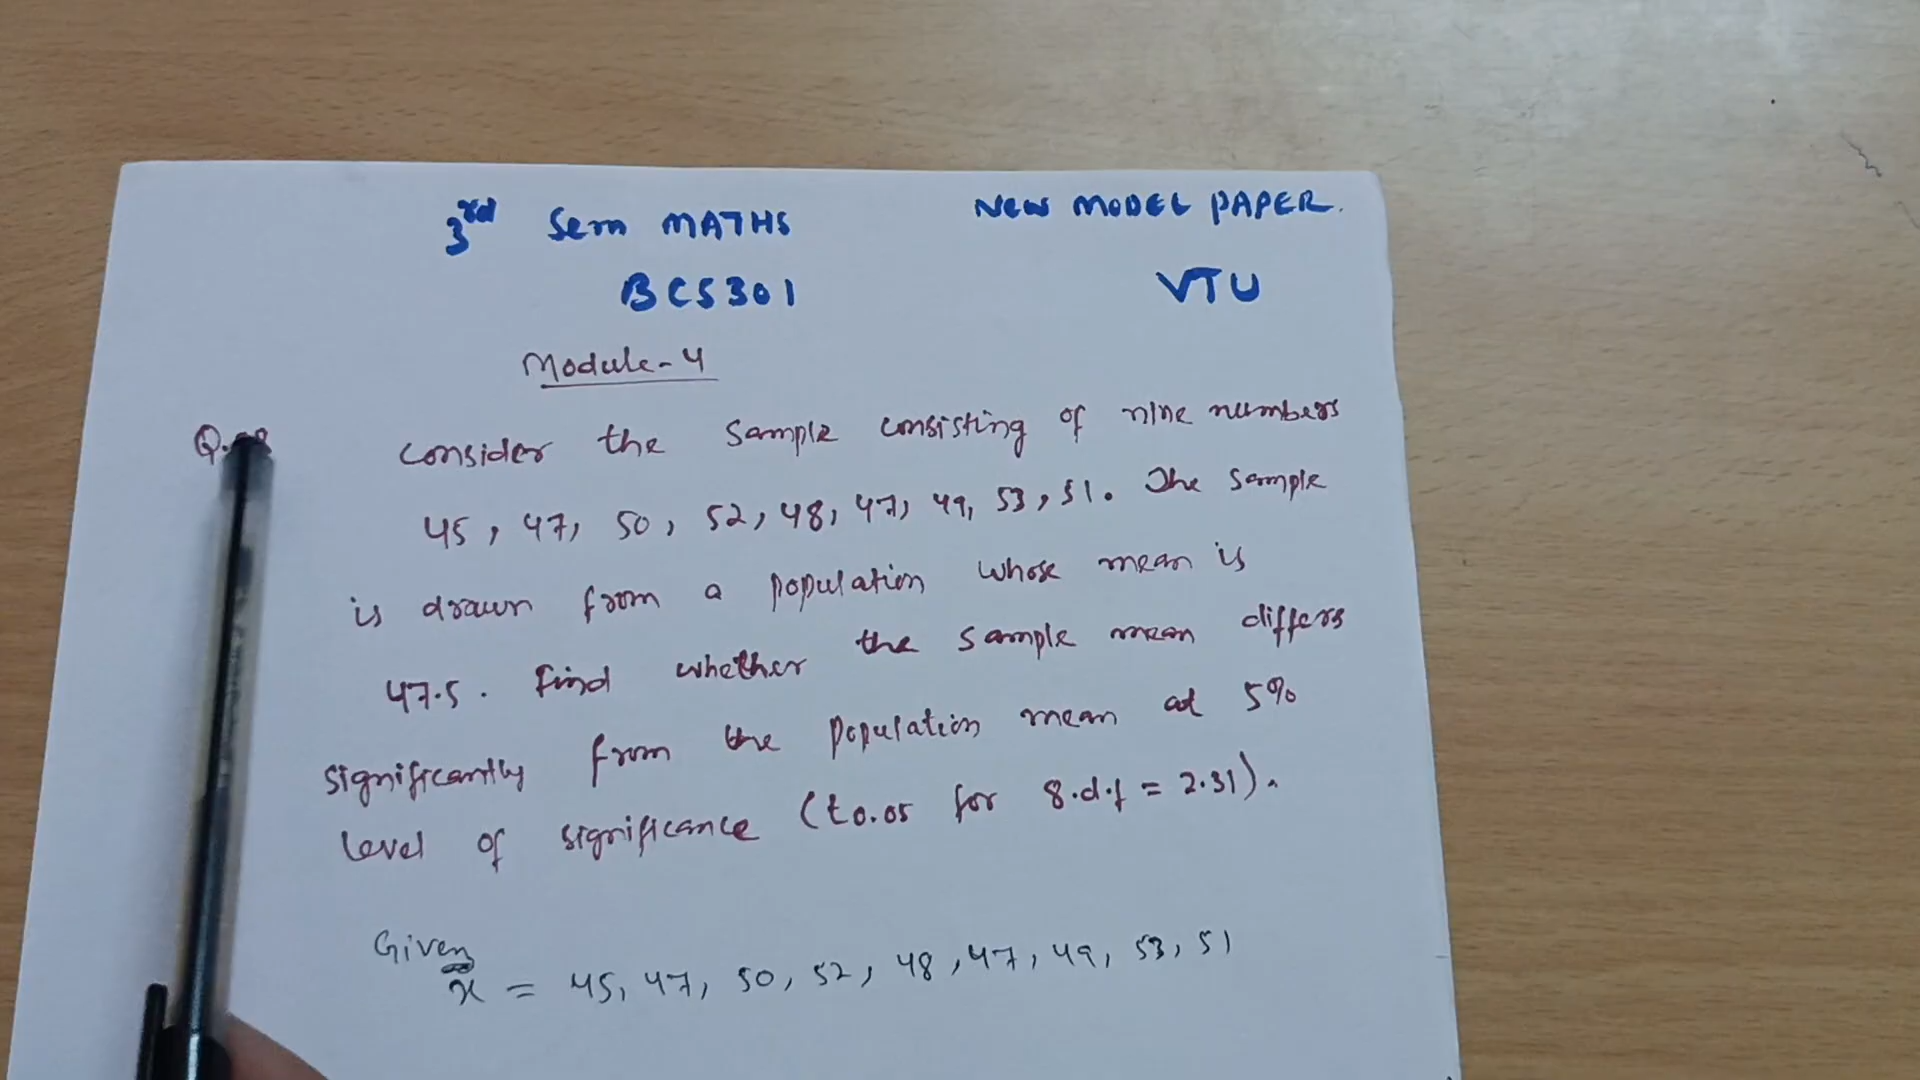 3rd Sem MATHS NEW MODEL PAPER.
BCS301 VTU
Module-4
consider the sample consisting of nine numbers
45, 47, 50, 52, 48, 47, 49, 53, 51. The sample
is drawn from a population whose mean is
47.5. Find whether the sample mean differs
significantly from the population mean at 5%
level of significance (t0.05 for 8.d.f = 2.31).
Given
x = 45, 47, 50, 52, 48, 47, 49, 53, 51